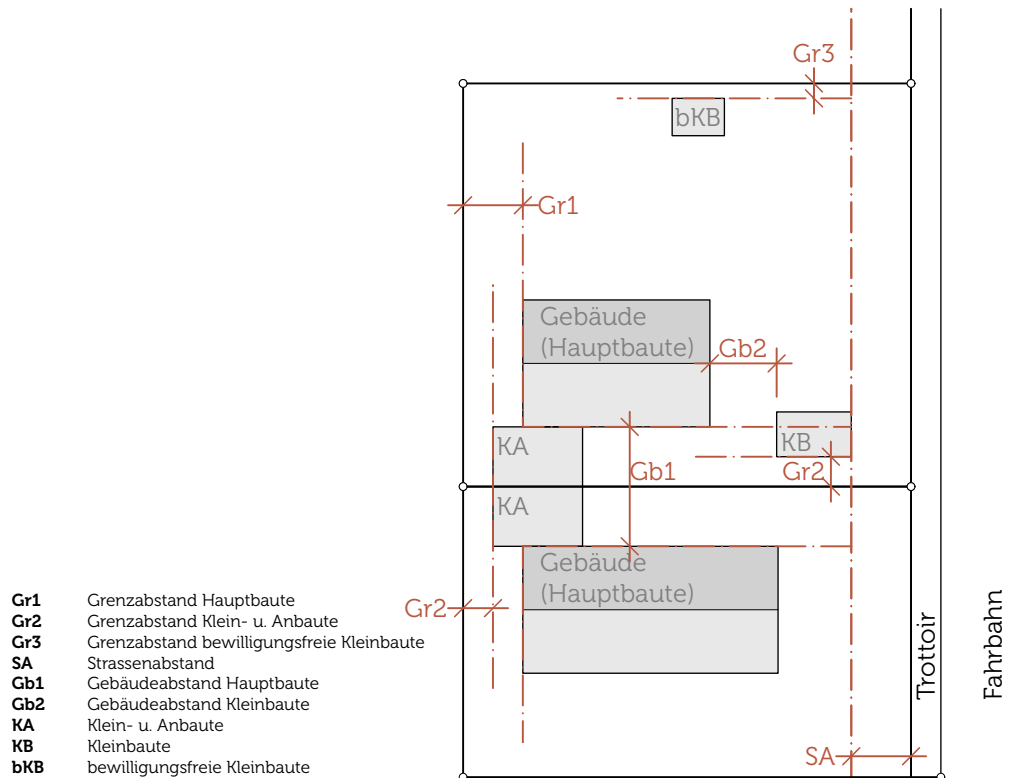 Gr3
bKB
Gr1
Gebäude
(Hauptbaute)
Gb2
KA
KB
Gb1
Gr2
KA
Gebäude
(Hauptbaute)
Gr2
Trottoir
Fahrbahn
SA
Gr1 Grenzabstand Hauptbaute
Gr2 Grenzabstand Klein- u. Anbaute
Gr3 Grenzabstand bewilligungsfreie Kleinbaute
SA Strassenabstand
Gb1 Gebäudeabstand Hauptbaute
Gb2 Gebäudeabstand Kleinbaute
KA Klein- u. Anbaute
KB Kleinbaute
bKB bewilligungsfreie Kleinbaute